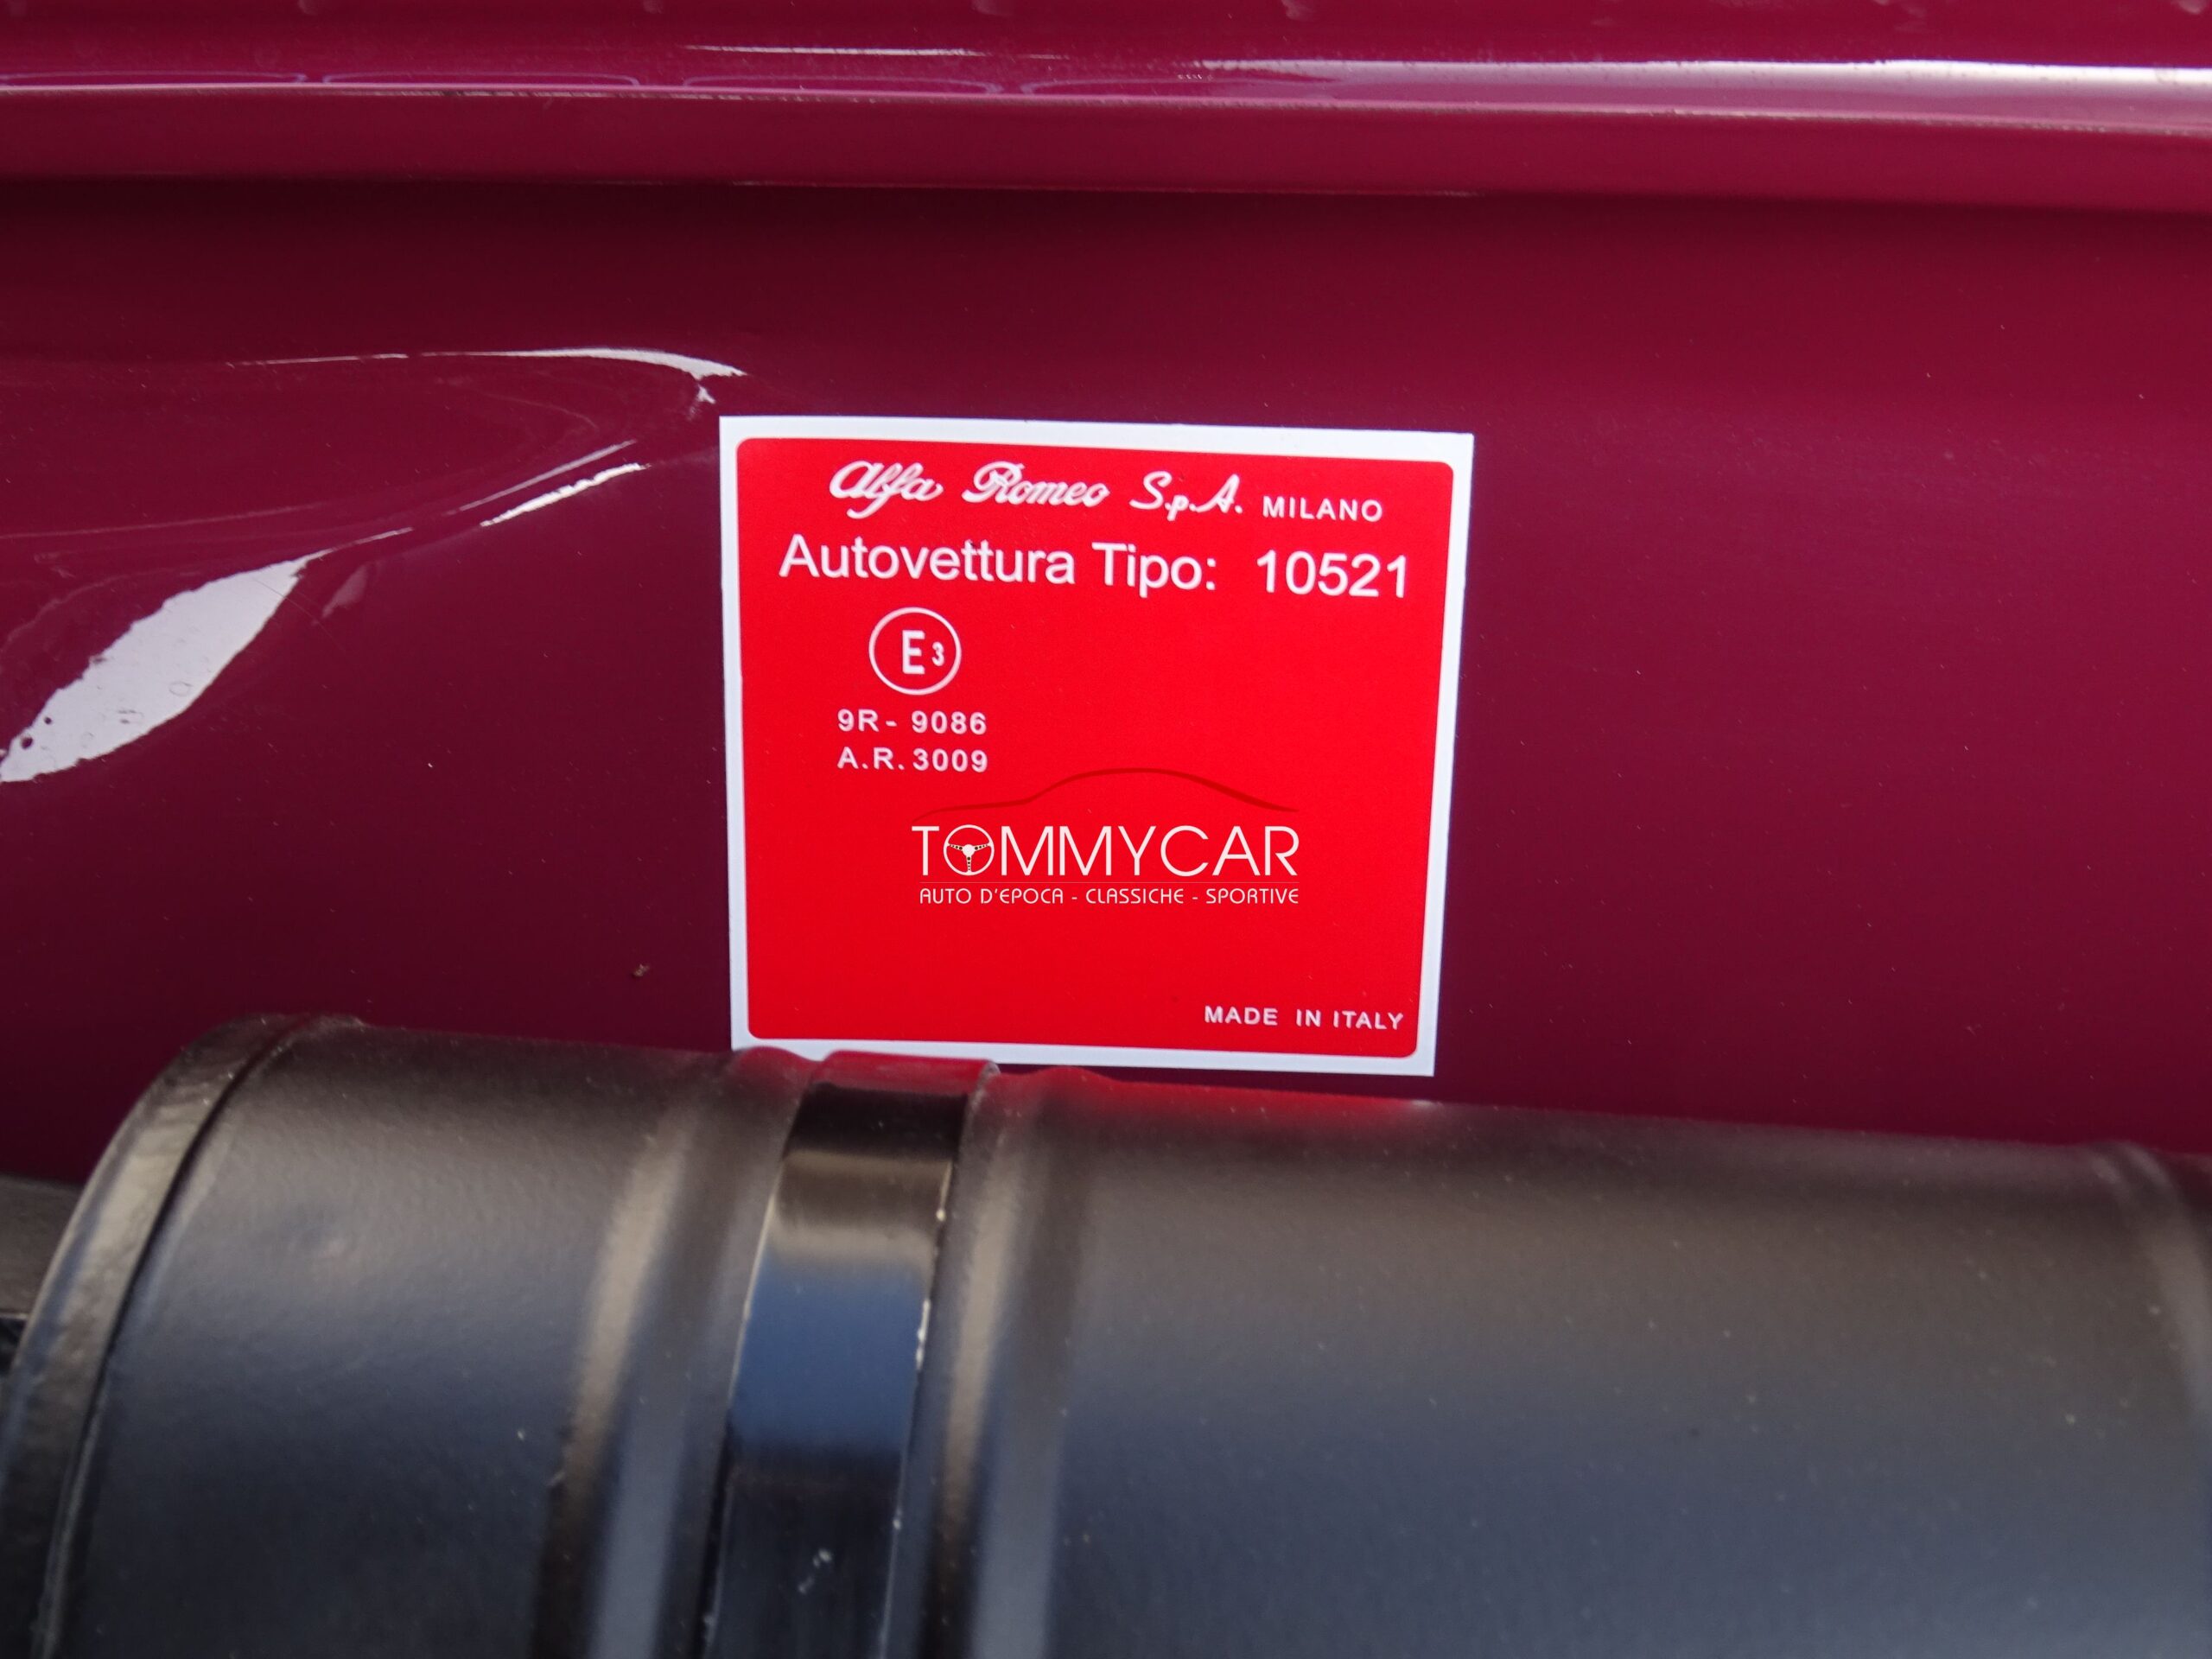 Alfa Romeo S.p.A. MILANO
Autovettura Tipo: 10521
E3
9R- 9086
A.R. 3009
TOMMYCAR
AUTO D'EPOCA - CLASSICHE - SPORTIVE
MADE IN ITALY